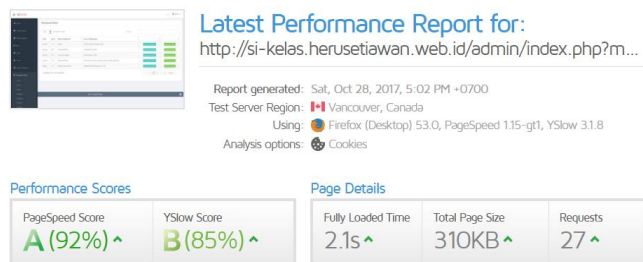 Latest Performance Report for:
http://si-kelas.herusetiawan.web.id/admin/index.php?m...
Report generated: Sat, Oct 28, 2017, 5:02 PM +0700
Test Server Region: Vancouver, Canada
Using: Firefox (Desktop) 53.0, PageSpeed 1.15-gt1, YSlow 3.1.8
Analysis options: Cookies
Performance Scores
Page Details
PageSpeed Score
YSlow Score
Fully Loaded Time
Total Page Size
Requests
A (92%)
B (85%)
2.1s
310KB
27